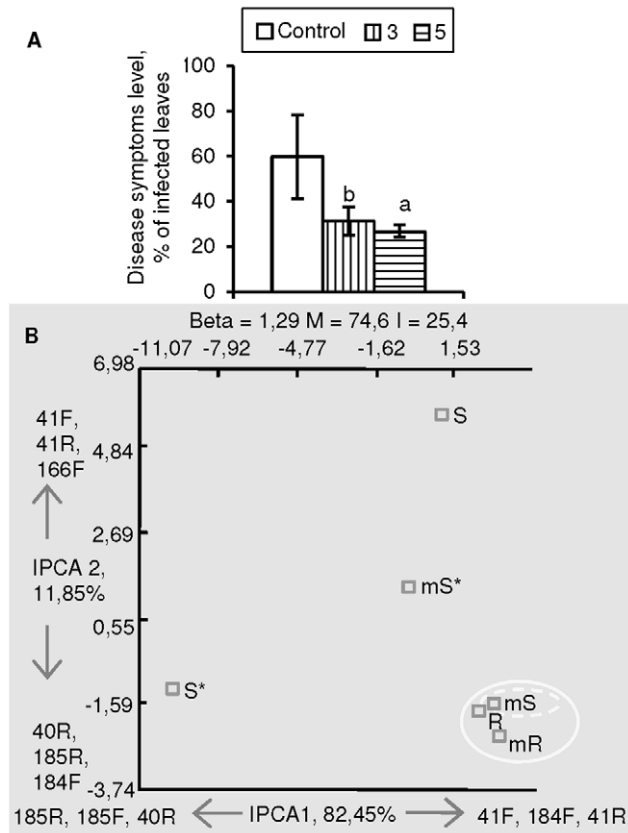 Control 3 5
A
Disease symptoms level,
% of infected leaves
100
80
60
40
20
0
b
a
B
Beta = 1,29 M = 74,6 I = 25,4
-11,07 -7,92 -4,77 -1,62 1,53
6,98
4,84
2,69
0,55
-1,59
-3,74
41F,
41R,
166F
IPCA 2,
11,85%
40R,
185R,
184F
S
mS*
S*
mS
R
mR
185R, 185F, 40R IPCA1, 82,45% 41F, 184F, 41R